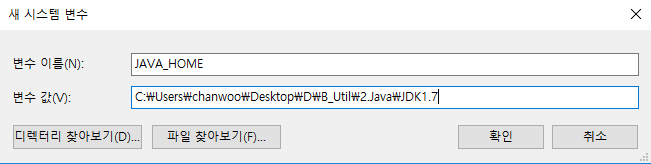 새 시스템 변수
변수 이름(N):
JAVA_HOME
변수 값(V):
C:₩Users₩chanwoo₩Desktop₩D₩B_Util₩2.Java₩JDK1.7
디렉터리 찾아보기(D)...
파일 찾아보기(F)...
확인
취소